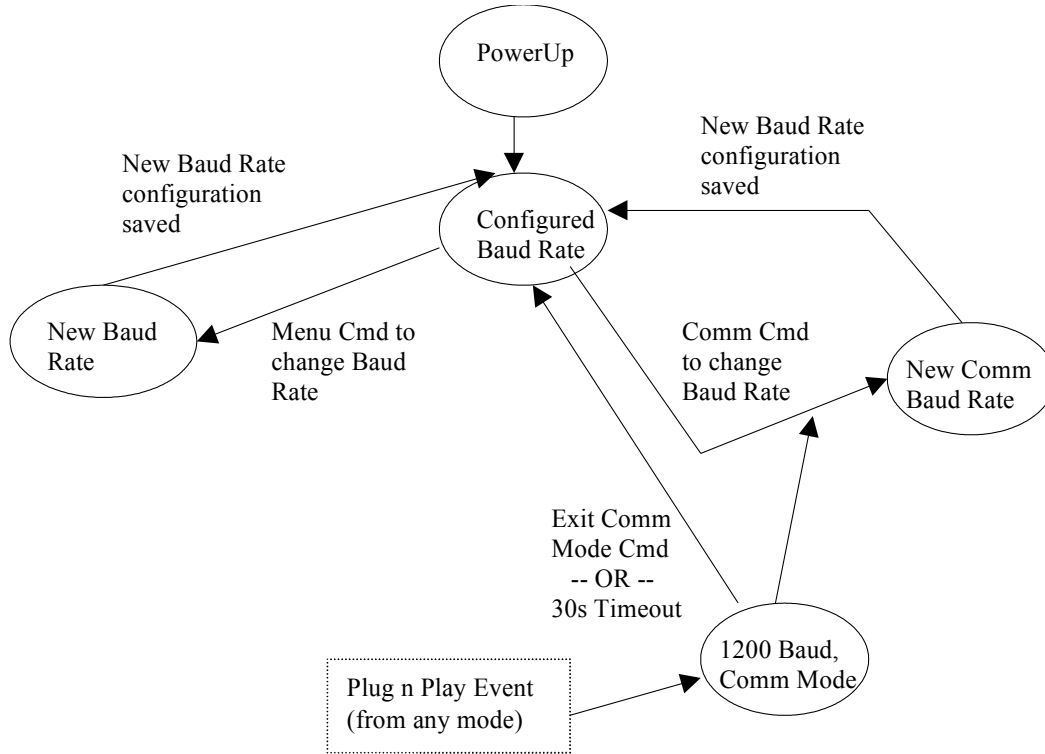 PowerUp
New Baud Rate
configuration
saved
New Baud Rate
configuration
saved
Configured
Baud Rate
New Baud
Rate
Menu Cmd to
change Baud
Rate
Comm Cmd
to change
Baud Rate
New Comm
Baud Rate
Exit Comm
Mode Cmd
-- OR --
30s Timeout
1200 Baud,
Comm Mode
Plug n Play Event
(from any mode)